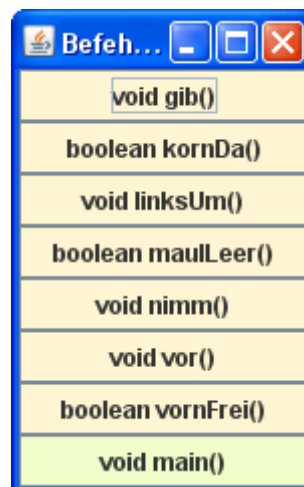 Befeh...
void gib()
boolean kornDa()
void linksUm()
boolean maulLeer()
void nimm()
void vor()
boolean vornFrei()
void main()